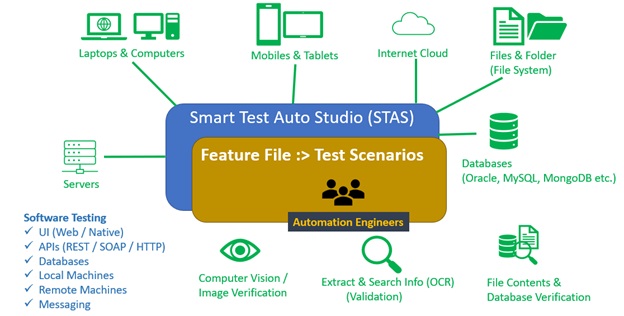 Laptops & Computers
Mobiles & Tablets
Internet Cloud
Files & Folder
(File System)
Smart Test Auto Studio (STAS)
Feature File :> Test Scenarios
Automation Engineers
Servers
Databases
(Oracle, MySQL, MongoDB etc.)
Software Testing
✓ UI (Web / Native)
✓ APIs (REST / SOAP / HTTP)
✓ Databases
✓ Local Machines
✓ Remote Machines
✓ Messaging
Computer Vision /
Image Verification
Extract & Search Info (OCR)
(Validation)
File Contents &
Database Verification